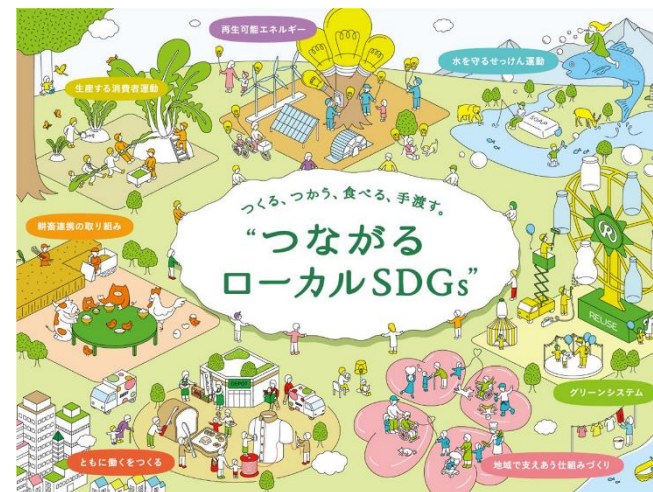 再生可能エネルギー
水を守るせっけん運動
生産する消費者運動
SOAP
つくる、つかう、食べる、手渡す。
耕畜連携の取り組み
“つながる
ローカルSDGs”
R
REUSE
DEPOT
グリーンシステム
ともに働くをつくる
地域で支えあう仕組みづくり